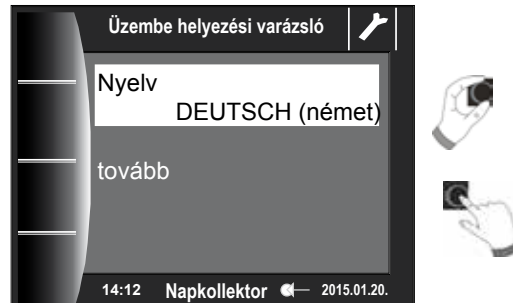 Üzembe helyezési varázsló
Nyelv
DEUTSCH (német)
tovább
14:12 Napkollektor 2015.01.20.